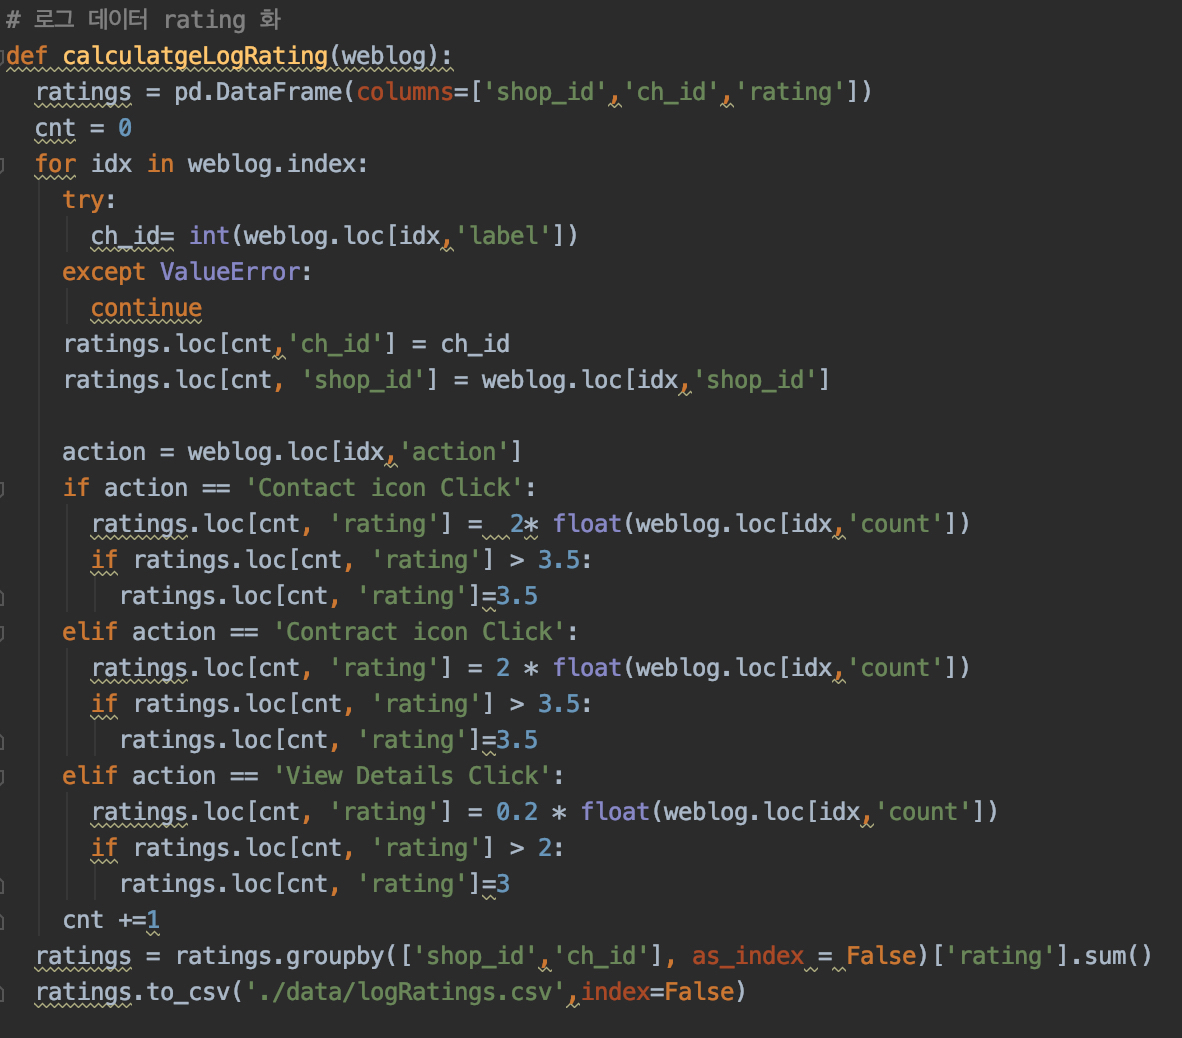 # 로그 데이터 rating 화
def calculatgeLogRating(weblog):
  ratings = pd.DataFrame(columns=['shop_id','ch_id','rating'])
  cnt = 0
  for idx in weblog.index:
    try:
      ch_id= int(weblog.loc[idx,'label'])
    except ValueError:
      continue
    ratings.loc[cnt,'ch_id'] = ch_id
    ratings.loc[cnt, 'shop_id'] = weblog.loc[idx,'shop_id']

    action = weblog.loc[idx,'action']
    if action == 'Contact icon Click':
      ratings.loc[cnt, 'rating'] =  2* float(weblog.loc[idx,'count'])
      if ratings.loc[cnt, 'rating'] > 3.5:
        ratings.loc[cnt, 'rating']=3.5
    elif action == 'Contract icon Click':
      ratings.loc[cnt, 'rating'] = 2 * float(weblog.loc[idx,'count'])
      if ratings.loc[cnt, 'rating'] > 3.5:
        ratings.loc[cnt, 'rating']=3.5
    elif action == 'View Details Click':
      ratings.loc[cnt, 'rating'] = 0.2 * float(weblog.loc[idx,'count'])
      if ratings.loc[cnt, 'rating'] > 2:
        ratings.loc[cnt, 'rating']=3
    cnt +=1
  ratings = ratings.groupby(['shop_id','ch_id'], as_index = False)['rating'].sum()
  ratings.to_csv('./data/logRatings.csv',index=False)